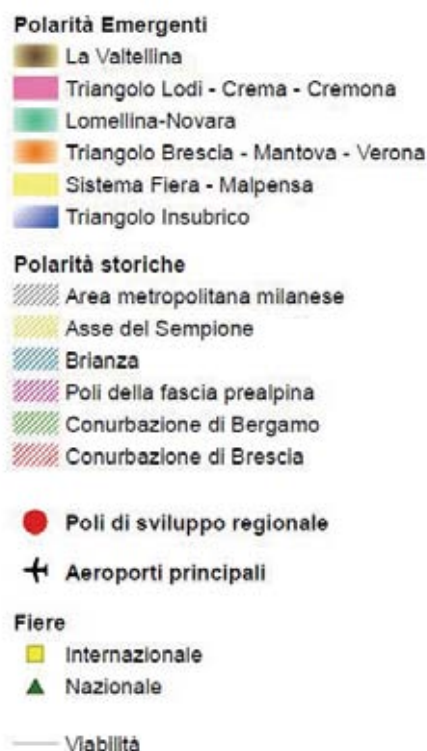 Polarità Emergenti
La Valtellina
Triangolo Lodi - Crema - Cremona
Lomellina-Novara
Triangolo Brescia - Mantova - Verona
Sistema Fiera - Malpensa
Triangolo Insubrico
Polarità storiche
Area metropolitana milanese
Asse del Sempione
Brianza
Poli della fascia prealpina
Conurbazione di Bergamo
Conurbazione di Brescia
Poli di sviluppo regionale
Aeroporti principali
Fiere
Internazionale
Nazionale
Viabilità